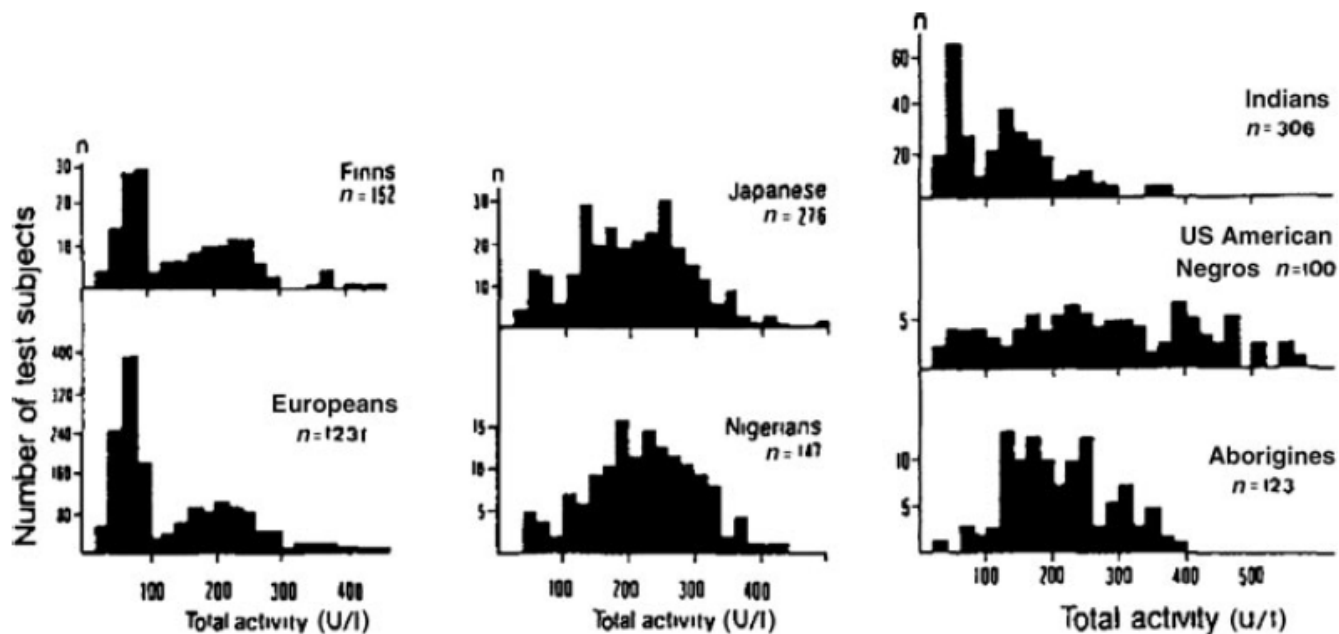 Number of test subjects
n
Finns
n = 152
30
20
10
Europeans
n = 1231
400
320
240
160
80
100 200 300 400
Total activity (U/l)
n
Japanese
n = 276
30
20
10
Nigerians
n = 147
15
10
5
100 200 300 400
Total activity (U/l)
n
Indians
n = 306
60
40
20
US American
Negros n=100
5
Aborigines
n = 123
10
5
100 200 300 400 500
Total activity (u/l)